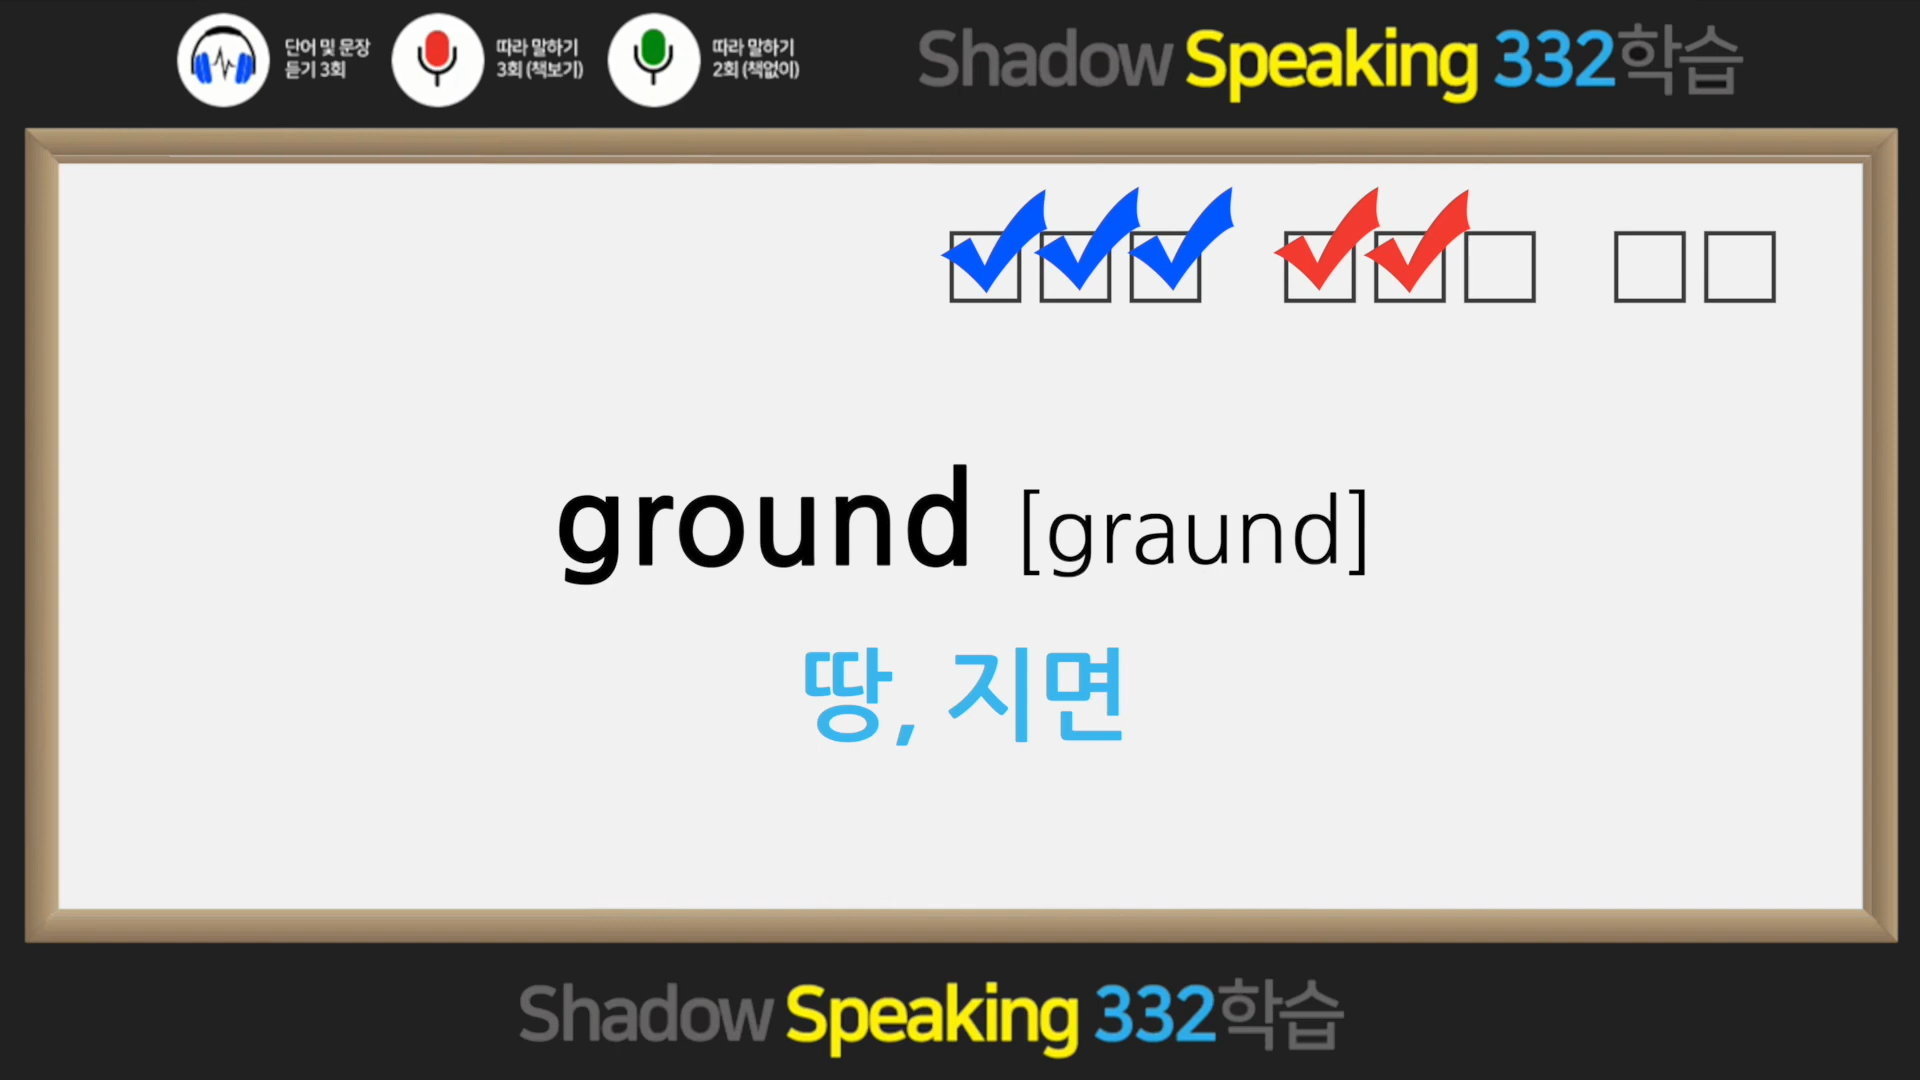 단어 및 문장
듣기 3회
따라 말하기
3회 (책보기)
따라 말하기
2회 (책없이)
Shadow Speaking 332학습
ground [graund]
땅, 지면
Shadow Speaking 332학습